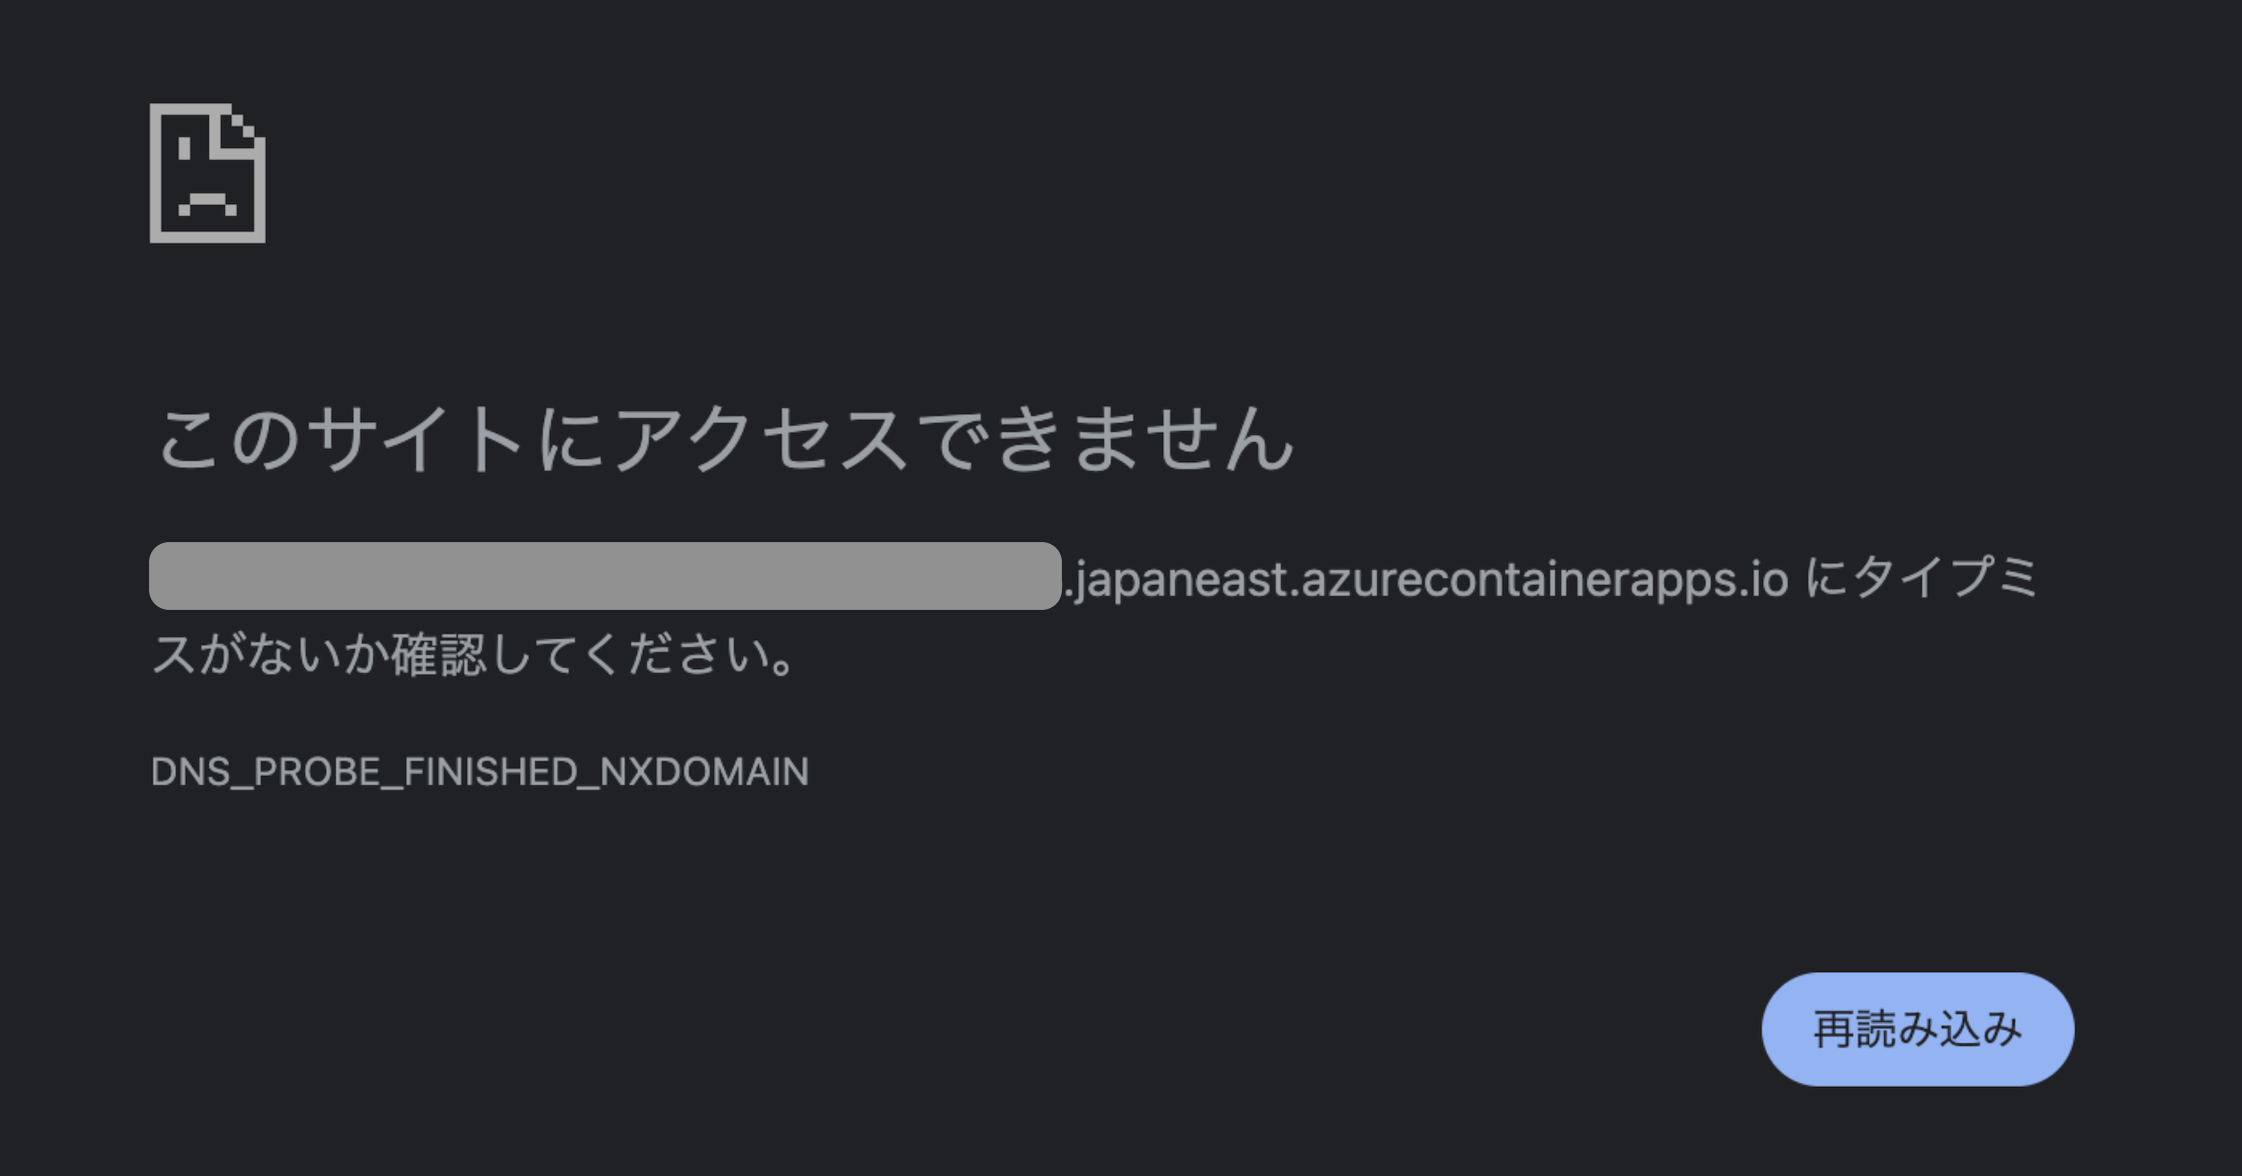 このサイトにアクセスできません
.japaneast.azurecontainerapps.io にタイプミ
スがないか確認してください。
DNS_PROBE_FINISHED_NXDOMAIN
再読み込み